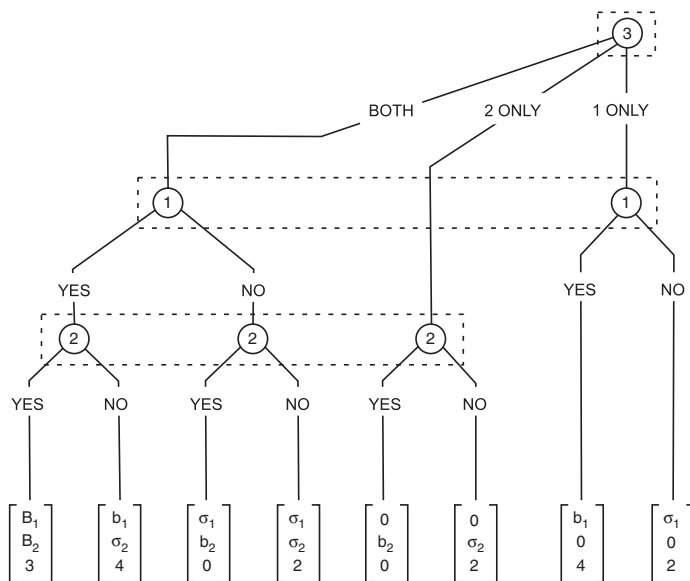 3
BOTH 2 ONLY 1 ONLY
1 1
YES NO YES NO
2 2 2
YES NO YES NO YES NO
B₁ b₁ σ₁ σ₁ 0 0 b₁ σ₁
B₂ σ₂ b₂ σ₂ b₂ σ₂ 0 0
3 4 0 2 0 2 4 2